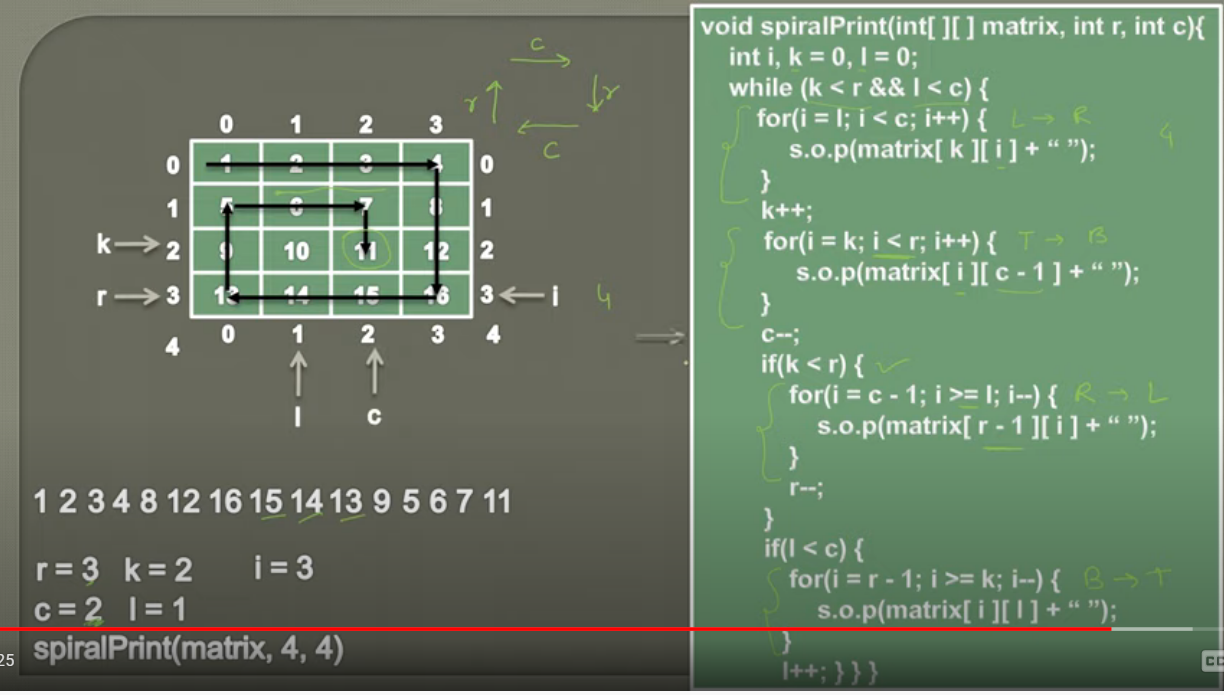 c
r
r
c
0 1 2 3
0 1 2 3 4 0
1 5 6 7 8 1
k 2 9 10 11 12 2
r 3 13 14 15 16 3 i
4
4 0 1 2 3 4
l c
1 2 3 4 8 12 16 15 14 13 9 5 6 7 11
r = 3 k = 2 i = 3
c = 2 l = 1
spiralPrint(matrix, 4, 4)
25
void spiralPrint(int[ ][ ] matrix, int r, int c){
int i, k = 0, l = 0;
while (k < r && l < c) {
for(i = l; i < c; i++) { L → R
s.o.p(matrix[ k ][ i ] + “ ”);
}
k++;
for(i = k; i < r; i++) { T → B
s.o.p(matrix[ i ][ c - 1 ] + “ ”);
}
c--;
if(k < r) { ✓
for(i = c - 1; i >= l; i--) { R → L
s.o.p(matrix[ r - 1 ][ i ] + “ ”);
}
r--;
}
if(l < c) {
for(i = r - 1; i >= k; i--) { B → T
s.o.p(matrix[ i ][ l ] + “ ”);
}
l++; } } }